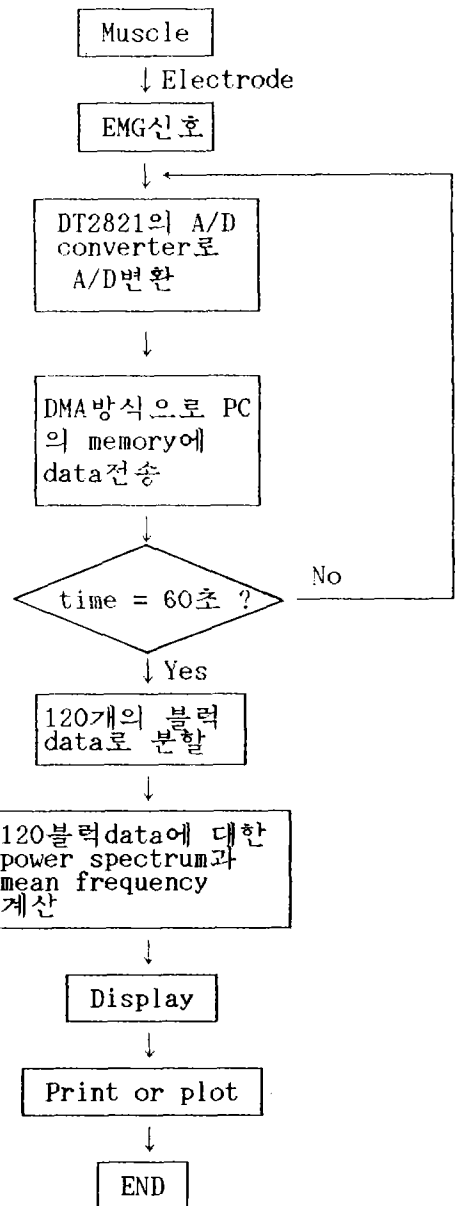 Muscle
Electrode
EMG신호
DT2821의 A/D
converter로
A/D변환
DMA방식으로 PC
의 memory에
data전송
time = 60초 ?
No
Yes
120개의 블럭
data로 분할
120블럭data에 대한
power spectrum과
mean frequency
계산
Display
Print or plot
END